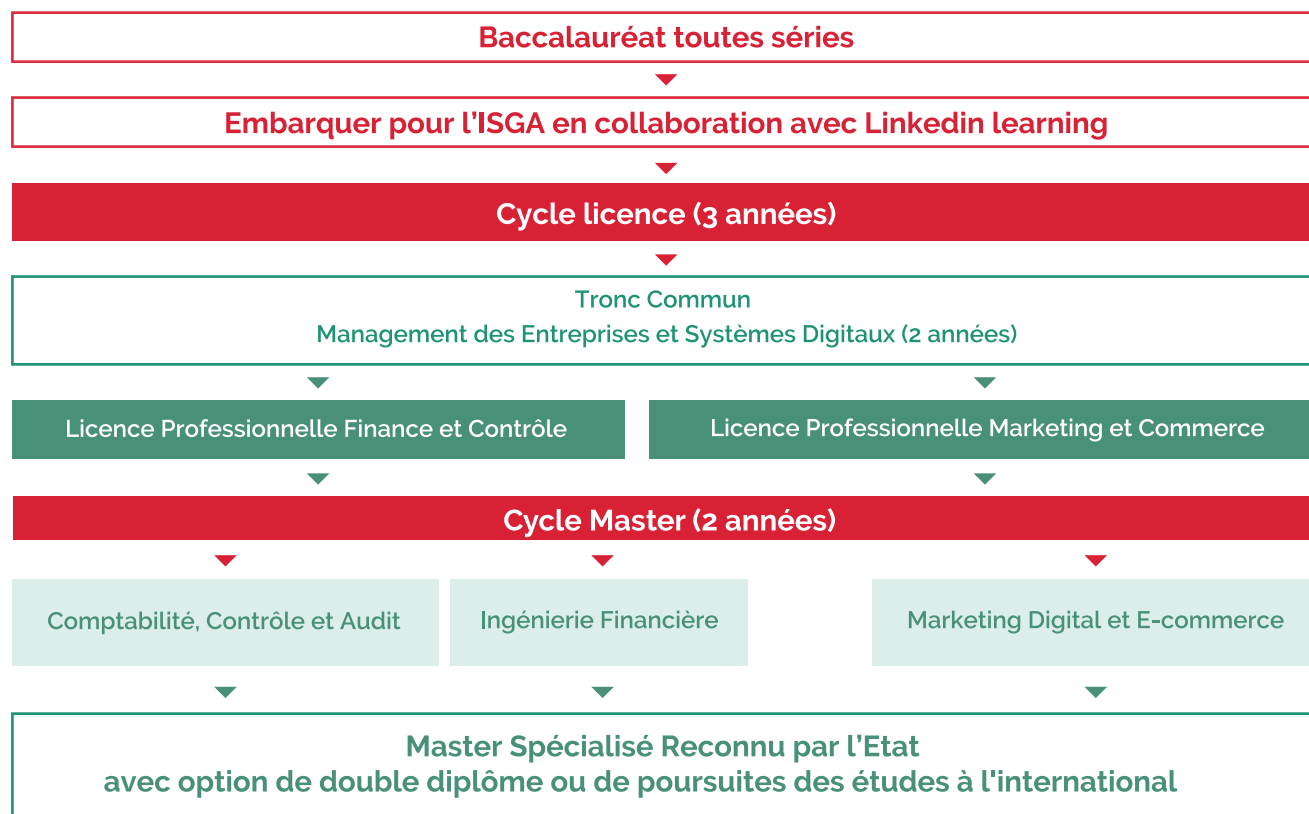 Baccalauréat toutes séries
Embarquer pour l'ISGA en collaboration avec Linkedin learning
Cycle licence (3 années)
Tronc Commun
Management des Entreprises et Systèmes Digitaux (2 années)
Licence Professionnelle Finance et Contrôle
Licence Professionnelle Marketing et Commerce
Cycle Master (2 années)
Comptabilité, Contrôle et Audit
Ingénierie Financière
Marketing Digital et E-commerce
Master Spécialisé Reconnu par l'Etat
avec option de double diplôme ou de poursuites des études à l'international